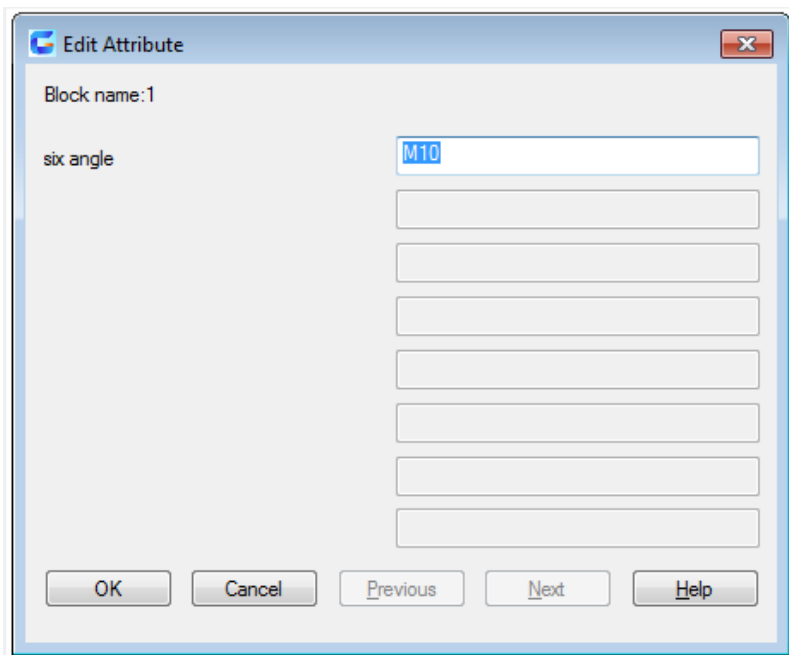 Edit Attribute
Block name:1
six angle
M10
OK
Cancel
Previous
Next
Help